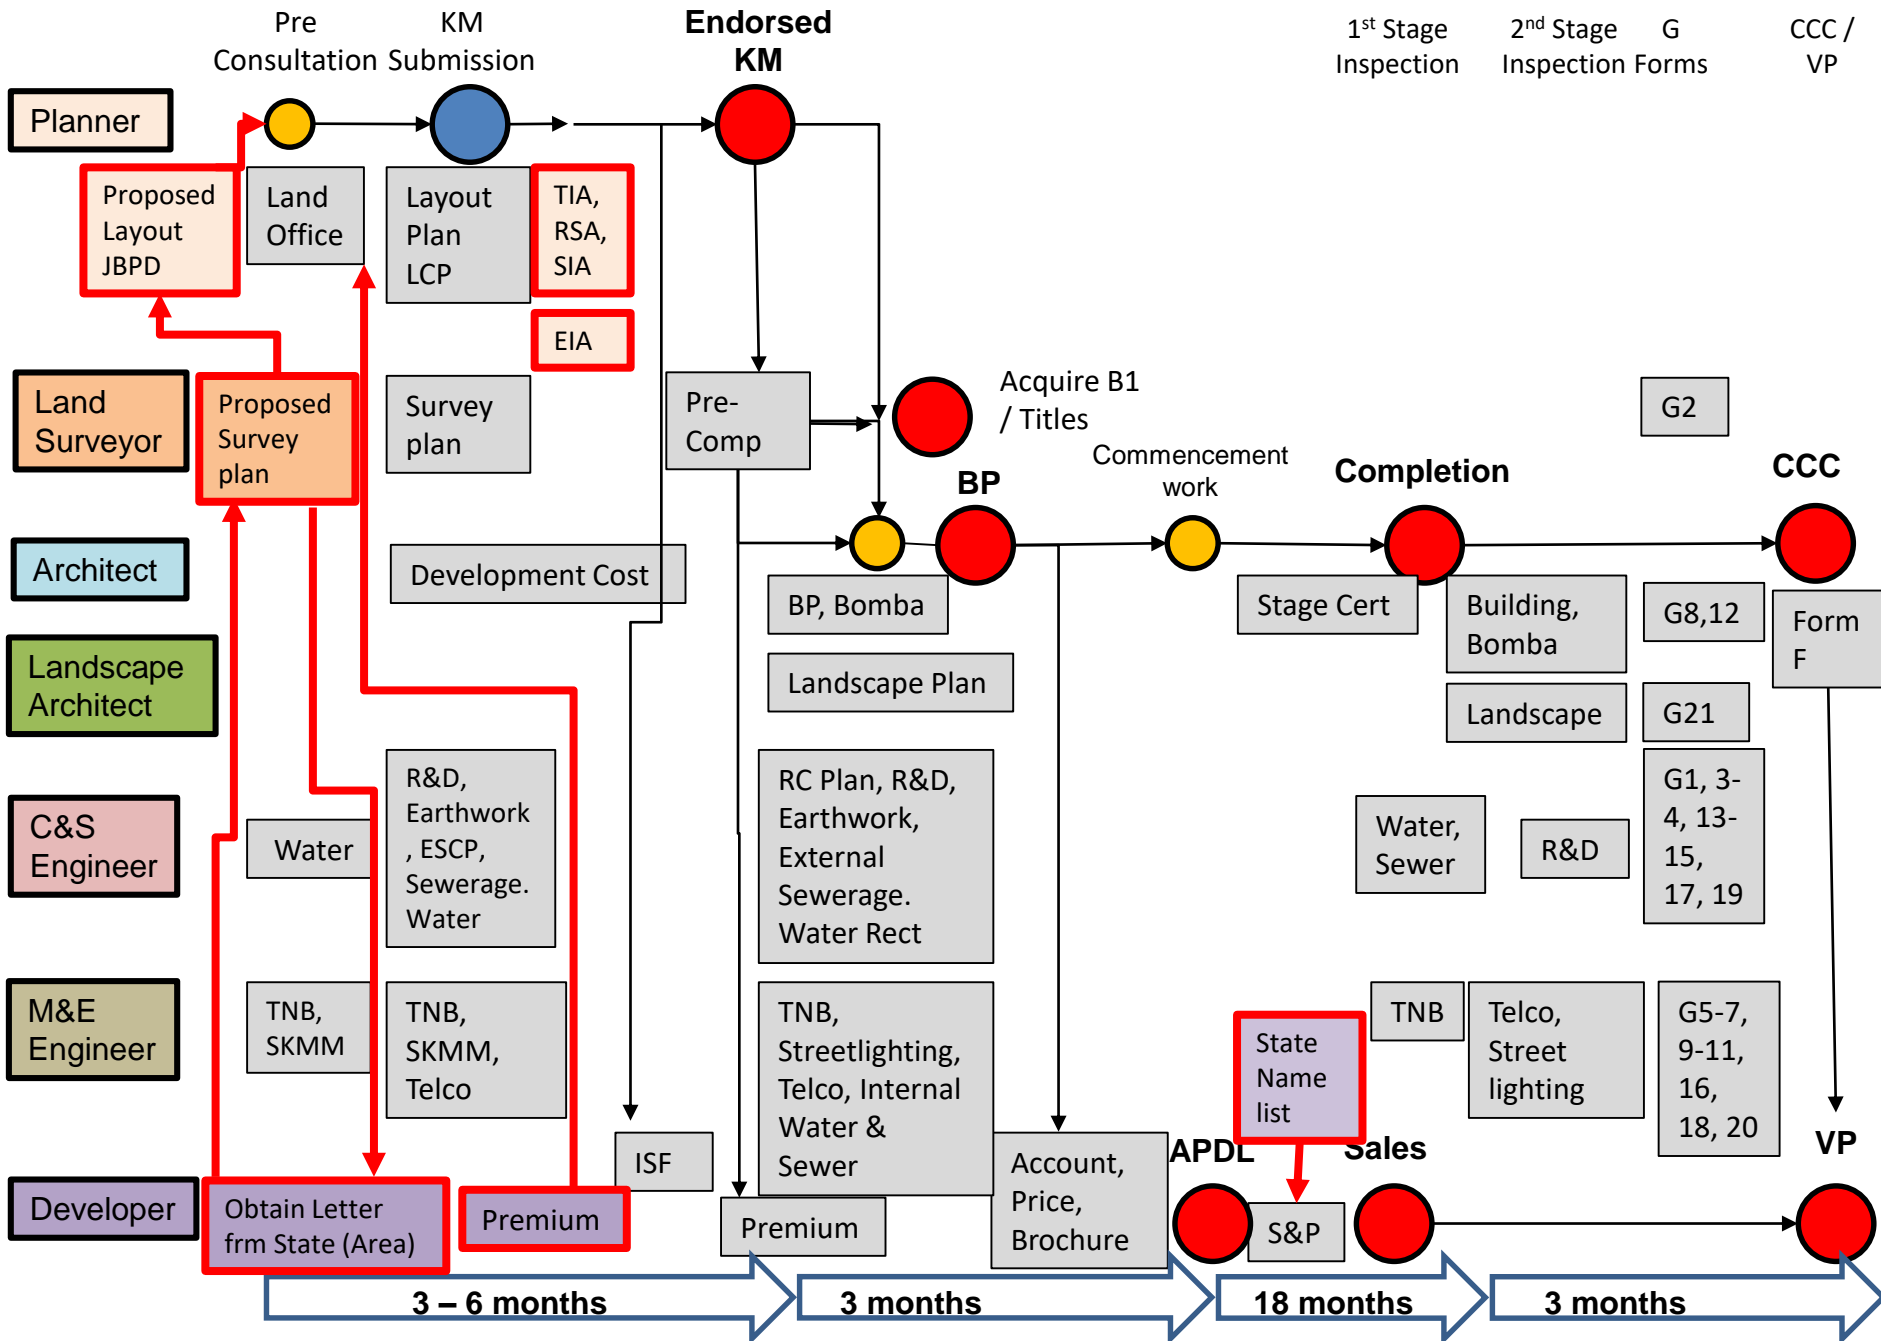 Pre
Consultation
KM
Submission
Endorsed
KM
1st Stage
Inspection
2nd Stage
Inspection
G
Forms
CCC /
VP
Planner
Proposed
Layout
JBPD
Land
Office
Layout
Plan
LCP
TIA,
RSA,
SIA
EIA
Land
Surveyor
Proposed
Survey
plan
Survey
plan
Pre-
Comp
Acquire B1
/ Titles
G2
BP
Commencement
work
Completion
CCC
Architect
Development Cost
BP, Bomba
Stage Cert
Building,
Bomba
G8,12
Form
F
Landscape
Architect
Landscape Plan
Landscape
G21
C&S
Engineer
Water
R&D,
Earthwork
, ESCP,
Sewerage.
Water
RC Plan, R&D,
Earthwork,
External
Sewerage.
Water Rect
Water,
Sewer
R&D
G1, 3-
4, 13-
15,
17, 19
M&E
Engineer
TNB,
SKMM
TNB,
SKMM,
Telco
TNB,
Streetlighting,
Telco, Internal
Water &
Sewer
State
Name
list
TNB
Telco,
Street
lighting
G5-7,
9-11,
16,
18, 20
ISF
Account,
Price,
Brochure
APDL
Sales
VP
Developer
Obtain Letter
frm State (Area)
Premium
Premium
S&P
3 – 6 months
3 months
18 months
3 months